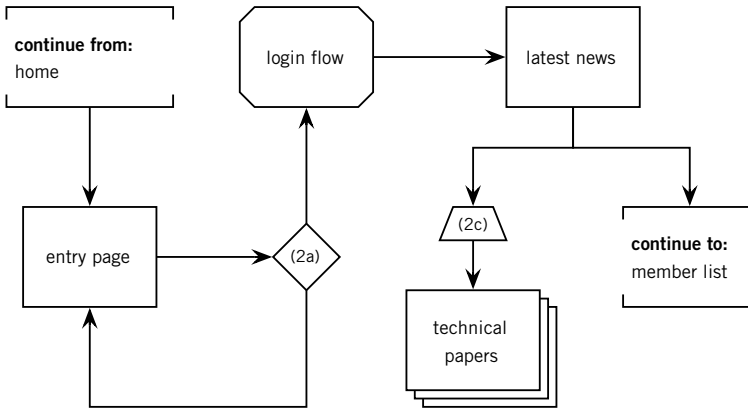 continue from:
home
login flow
latest news
entry page
(2a)
(2c)
continue to:
member list
technical
papers